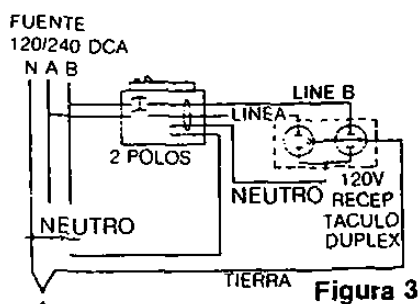 FUENTE
120/240 DCA
N A B
LINE B
LINEA
2 POLOS
NEUTRO
120V
RECEP
TACULO
DUPLEX
NEUTRO
TIERRA
Figura 3